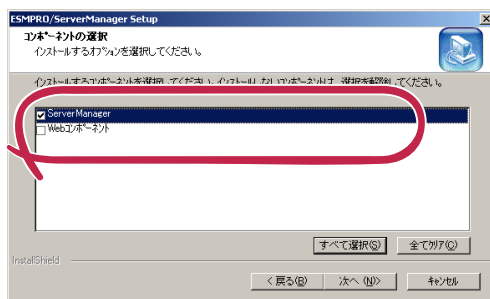 ESMPRO/ServerManager Setup
ｺﾝﾎﾟｰﾈﾝﾄの選択
ｲﾝｽﾄｰﾙするｵﾌﾟｼｮﾝを選択してください。
ｲﾝｽﾄｰﾙするｺﾝﾎﾟｰﾈﾝﾄを選択してください。ｲﾝｽﾄｰﾙしないｺﾝﾎﾟｰﾈﾝﾄは、選択を解除してください。
ServerManager
Webｺﾝﾎﾟｰﾈﾝﾄ
すべて選択(S) 全てｸﾘｱ(C)
InstallShield
< 戻る(B) 次へ (N)> ｷｬﾝｾﾙ